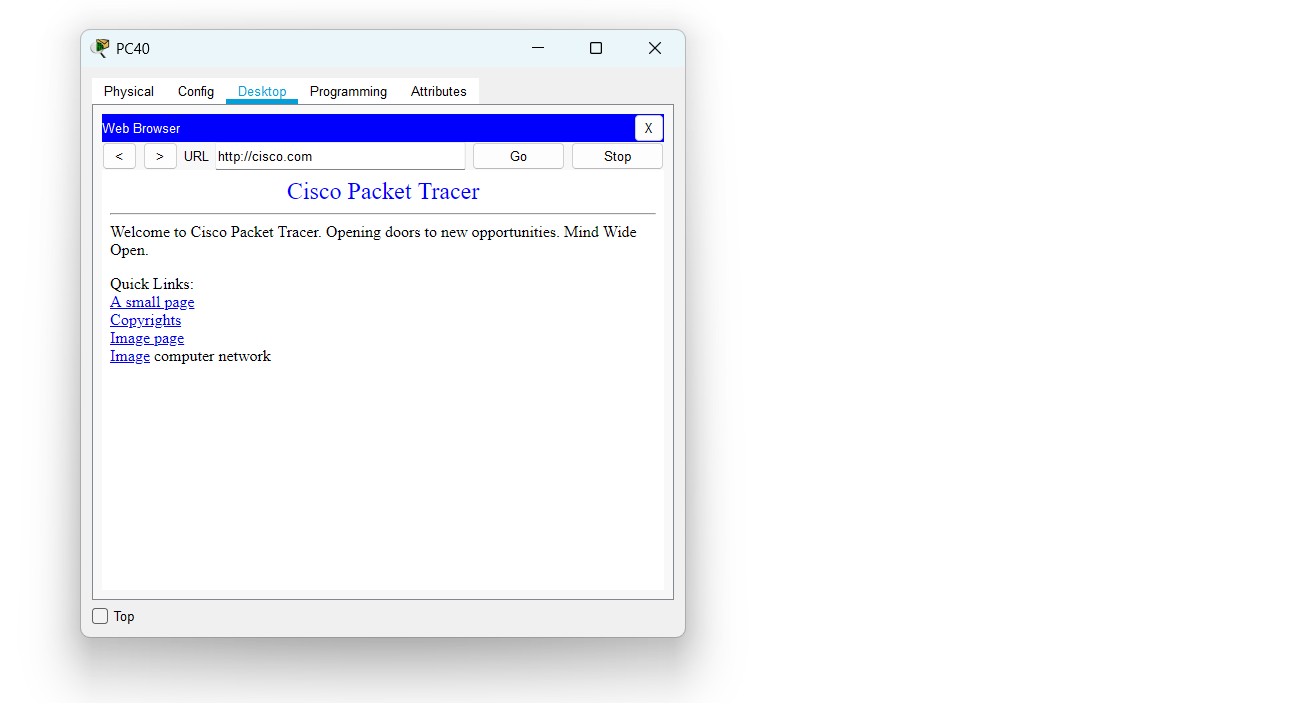 PC40
Physical Config Desktop Programming Attributes
Web Browser X
< > URL http://cisco.com Go Stop
Cisco Packet Tracer
Welcome to Cisco Packet Tracer. Opening doors to new opportunities. Mind Wide
Open.
Quick Links:
A small page
Copyrights
Image page
Image computer network
Top